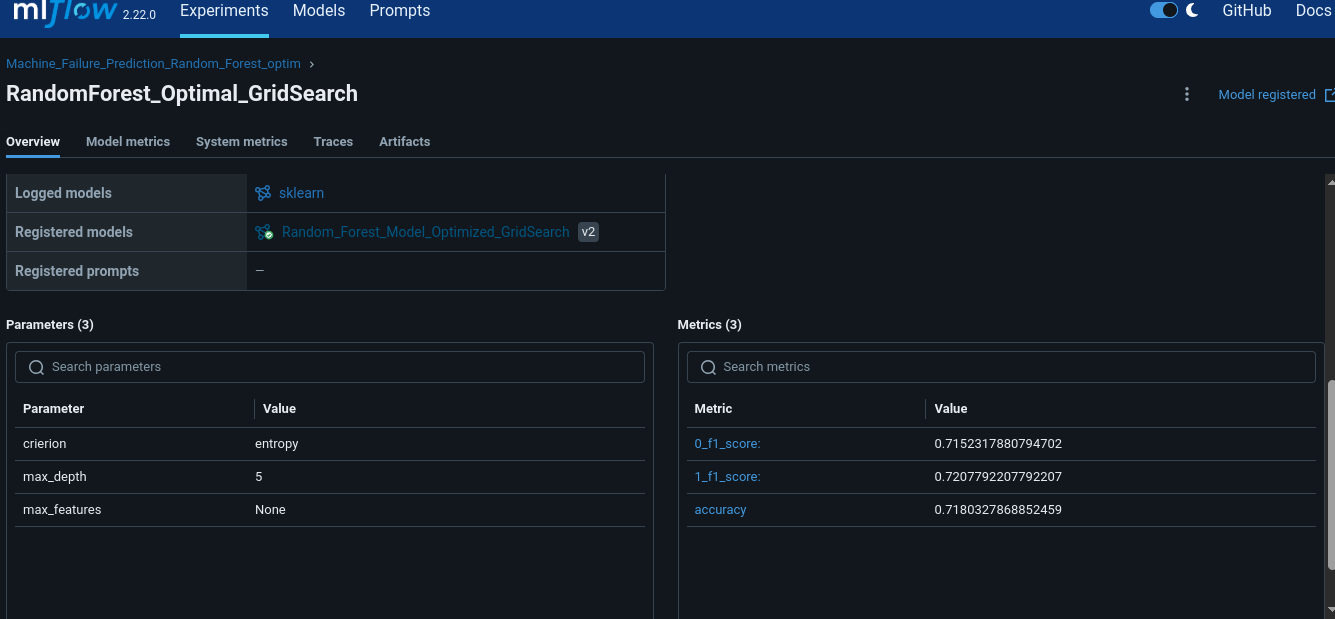 mlflow 2.22.0 Experiments Models Prompts GitHub Docs
Machine_Failure_Prediction_Random_Forest_optim ›
RandomForest_Optimal_GridSearch
Model registered
Overview Model metrics System metrics Traces Artifacts
Logged models sklearn
Registered models Random_Forest_Model_Optimized_GridSearch v2
Registered prompts —
Parameters (3)
Search parameters
Parameter Value
crierion entropy
max_depth 5
max_features None
Metrics (3)
Search metrics
Metric Value
0_f1_score: 0.7152317880794702
1_f1_score: 0.7207792207792207
accuracy 0.7180327868852459